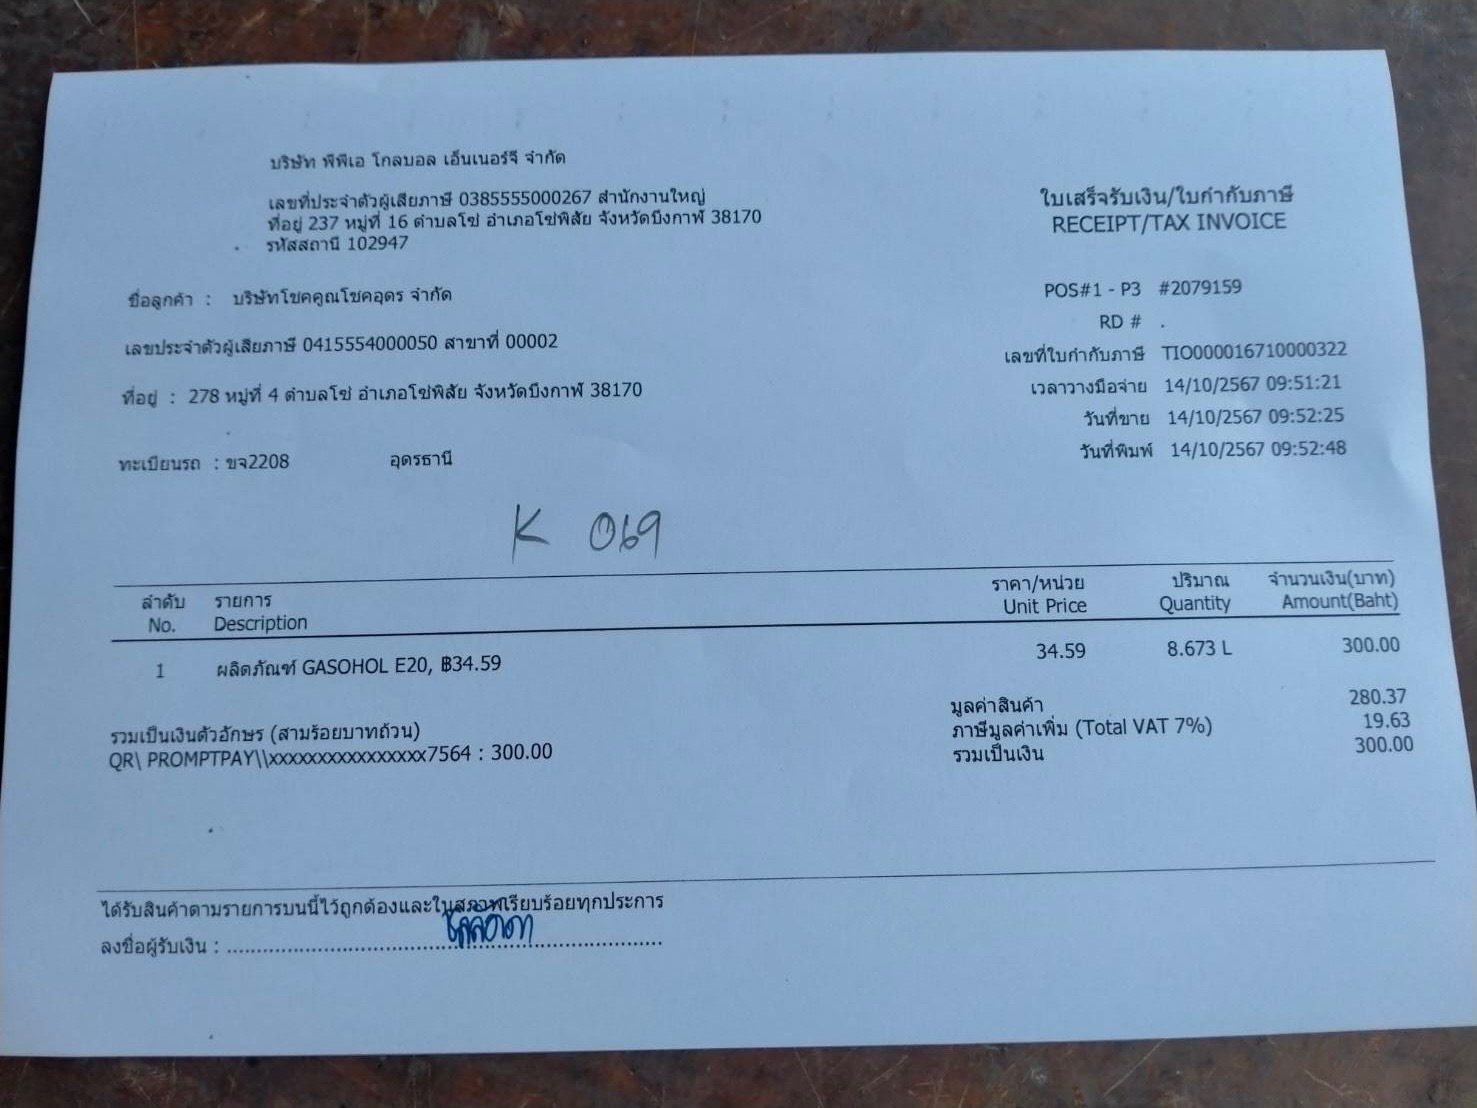 บริษัท พีพีเอ โกลบอล เอ็นเนอร์จี จำกัด
เลขที่ประจำตัวผู้เสียภาษี 0385555000267 สำนักงานใหญ่
ที่อยู่ 237 หมู่ที่ 16 ตำบลโซ่ อำเภอโซ่พิสัย จังหวัดบึงกาฬ 38170
รหัสสถานี 102947
ใบเสร็จรับเงิน/ใบกำกับภาษี
RECEIPT/TAX INVOICE
ชื่อลูกค้า : บริษัทโชคคูณโชคอุดร จำกัด
เลขประจำตัวผู้เสียภาษี 0415554000050 สาขาที่ 00002
ที่อยู่ : 278 หมู่ที่ 4 ตำบลโซ่ อำเภอโซ่พิสัย จังหวัดบึงกาฬ 38170
ทะเบียนรถ : ขจ2208 อุดรธานี
POS#1 - P3 #2079159
RD # .
เลขที่ใบกำกับภาษี TIO000016710000322
เวลาวางมือจ่าย 14/10/2567 09:51:21
วันที่ขาย 14/10/2567 09:52:25
วันที่พิมพ์ 14/10/2567 09:52:48
K 069
ลำดับ รายการ ราคา/หน่วย ปริมาณ จำนวนเงิน(บาท)
No. Description Unit Price Quantity Amount(Baht)
1 ผลิตภัณฑ์ GASOHOL E20, ฿34.59 34.59 8.673 L 300.00
มูลค่าสินค้า 280.37
รวมเป็นเงินตัวอักษร (สามร้อยบาทถ้วน) ภาษีมูลค่าเพิ่ม (Total VAT 7%) 19.63
QR\ PROMPTPAY\\xxxxxxxxxxxxxxxx7564 : 300.00 รวมเป็นเงิน 300.00
ได้รับสินค้าตามรายการบนนี้ไว้ถูกต้องและในสภาพเรียบร้อยทุกประการ
ลงชื่อผู้รับเงิน :